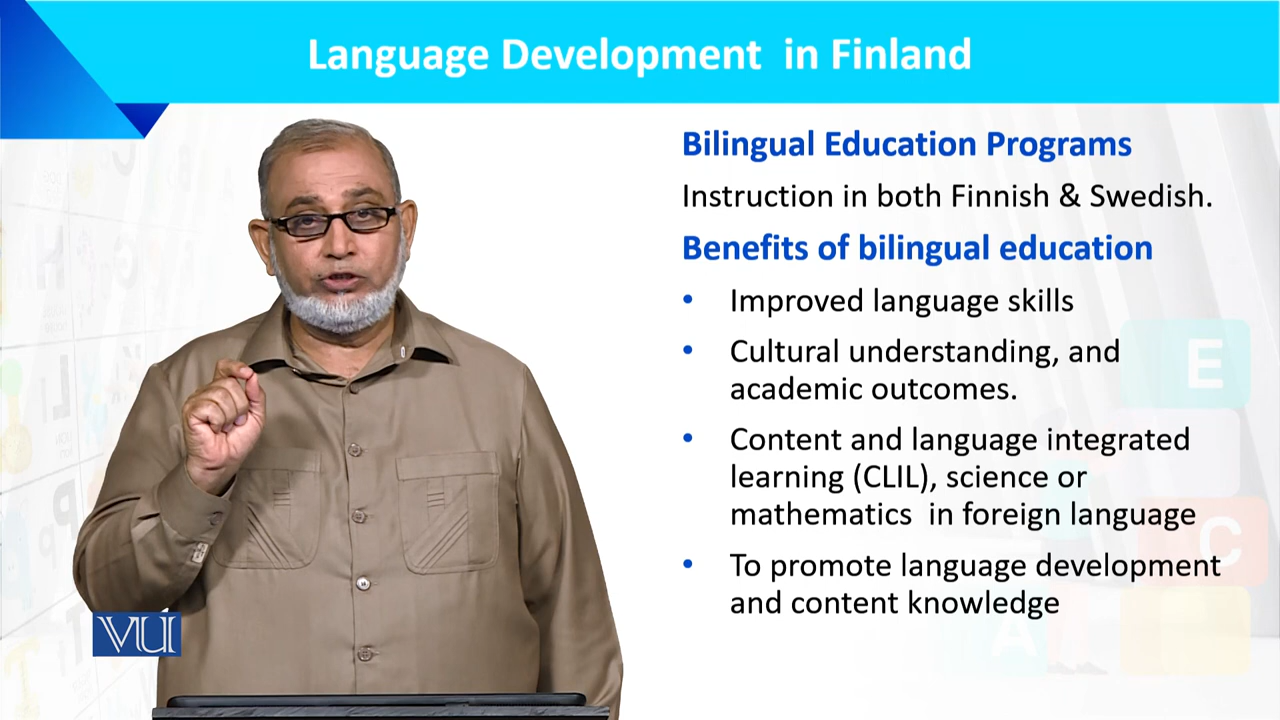 Language Development in Finland
Bilingual Education Programs
Instruction in both Finnish & Swedish.
Benefits of bilingual education
• Improved language skills
• Cultural understanding, and
academic outcomes.
• Content and language integrated
learning (CLIL), science or
mathematics in foreign language
• To promote language development
and content knowledge
VU
E
C
A